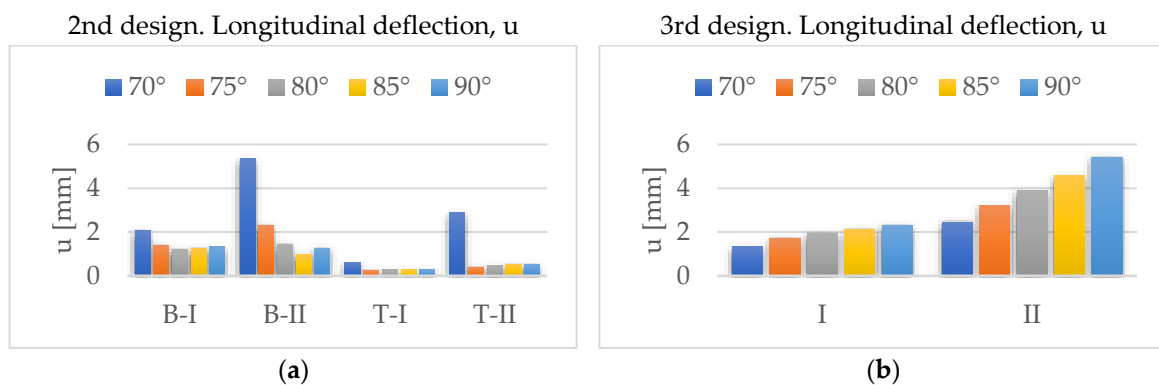 2nd design. Longitudinal deflection, u
70° 75° 80° 85° 90°
6
4
2
0
u [mm]
B-I B-II T-I T-II
(a)
3rd design. Longitudinal deflection, u
70° 75° 80° 85° 90°
6
4
2
0
u [mm]
I II
(b)